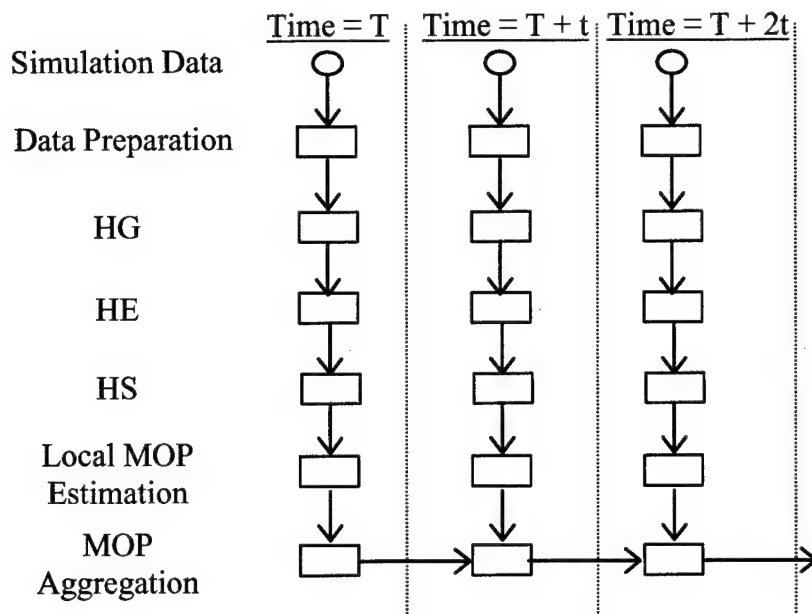 Time = T
Time = T + t
Time = T + 2t
Simulation Data
Data Preparation
HG
HE
HS
Local MOP
Estimation
MOP
Aggregation